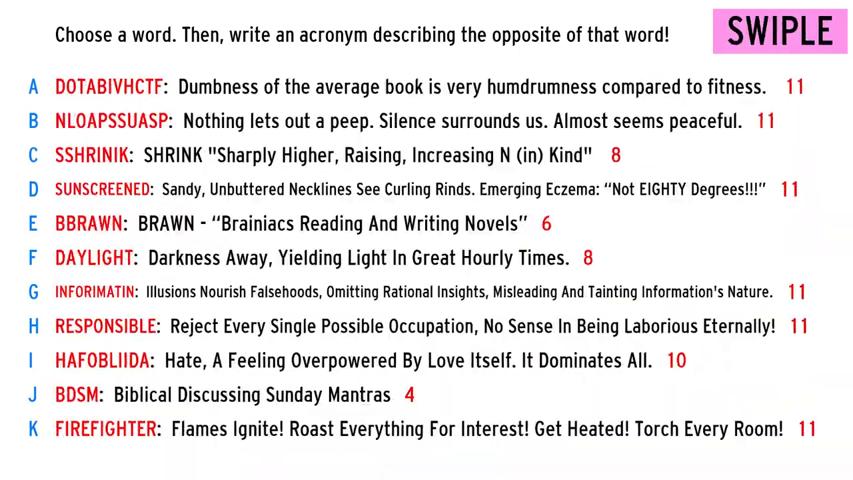 Choose a word. Then, write an acronym describing the opposite of that word!
SWIPLE
A DOTABIVHCTF: Dumbness of the average book is very humdrumness compared to fitness. 11
B NLOAPSSUASP: Nothing lets out a peep. Silence surrounds us. Almost seems peaceful. 11
C SSHRINIK: SHRINK "Sharply Higher, Raising, Increasing N (in) Kind" 8
D SUNSCREENED: Sandy, Unbuttered Necklines See Curling Rinds. Emerging Eczema: “Not EIGHTY Degrees!!!” 11
E BBRAWN: BRAWN - “Brainiacs Reading And Writing Novels” 6
F DAYLIGHT: Darkness Away, Yielding Light In Great Hourly Times. 8
G INFORIMATIN: Illusions Nourish Falsehoods, Omitting Rational Insights, Misleading And Tainting Information's Nature. 11
H RESPONSIBLE: Reject Every Single Possible Occupation, No Sense In Being Laborious Eternally! 11
I HAFOBLIIDA: Hate, A Feeling Overpowered By Love Itself. It Dominates All. 10
J BDSM: Biblical Discussing Sunday Mantras 4
K FIREFIGHTER: Flames Ignite! Roast Everything For Interest! Get Heated! Torch Every Room! 11